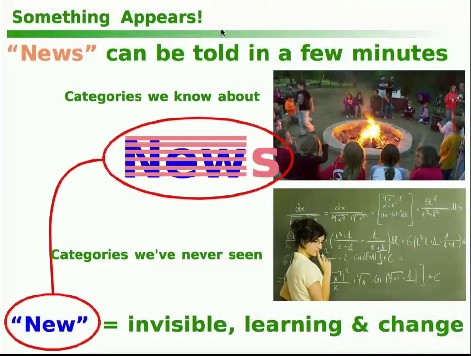 Something Appears!
“News” can be told in a few minutes
Categories we know about
News
Categories we've never seen
“New” = invisible, learning & change